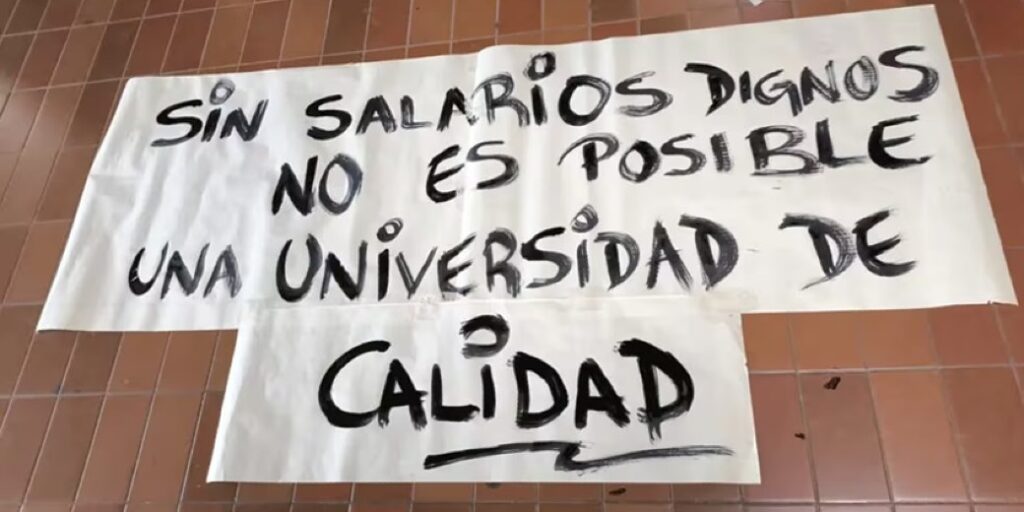 SiN SALARiOS DIGNOS
NO ES POSIBLE
UNA UNiVERSiDAD DE
CALiDAD